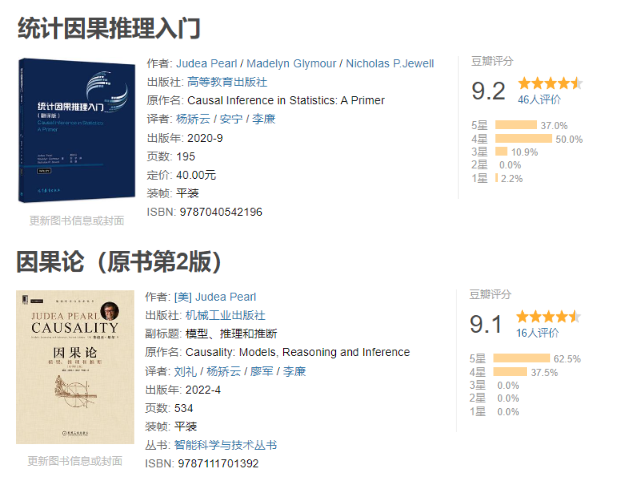 统计因果推理入门
统计因果推理入门
（翻译版）
Causal Inference in Statistics:
A Primer
更新图书信息或封面
作者: Judea Pearl / Madelyn Glymour / Nicholas P.Jewell
出版社: 高等教育出版社
原作名: Causal Inference in Statistics: A Primer
译者: 杨矫云 / 安宁 / 李廉
出版年: 2020-9
页数: 195
定价: 40.00元
装帧: 平装
ISBN: 9787040542196
豆瓣评分
9.2
46人评价
5星 37.0%
4星 50.0%
3星 10.9%
2星 0.0%
1星 2.2%
因果论（原书第2版）
JUDEA PEARL
CAUSALITY
因果论
更新图书信息或封面
作者: [美] Judea Pearl
出版社: 机械工业出版社
副标题: 模型、推理和推断
原作名: Causality: Models, Reasoning and Inference
译者: 刘礼 / 杨矫云 / 廖军 / 李廉
出版年: 2022-4
页数: 534
装帧: 平装
丛书: 智能科学与技术丛书
ISBN: 9787111701392
豆瓣评分
9.1
16人评价
5星 62.5%
4星 37.5%
3星 0.0%
2星 0.0%
1星 0.0%